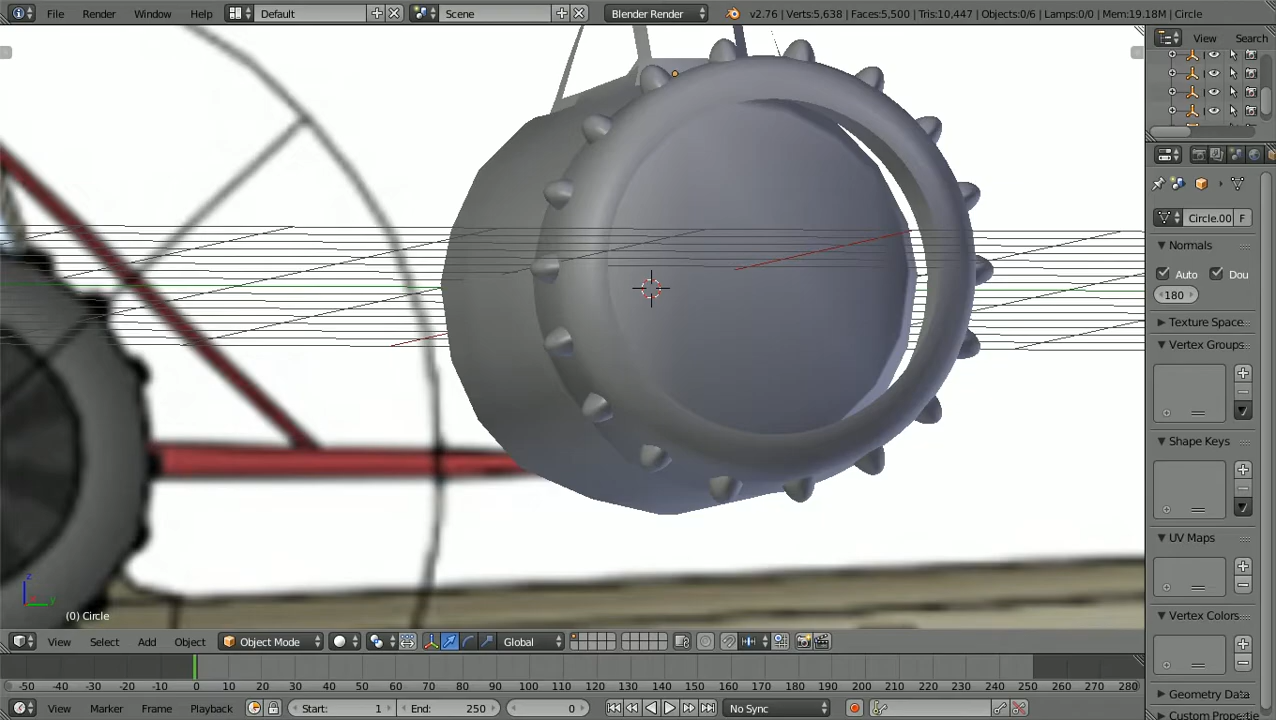 File Render Window Help Default Scene Blender Render v2.76 | Verts:5,638 | Faces:5,500 | Tris:10,447 | Objects:0/6 | Lamps:0/0 | Mem:19.18M | Circle
View Search
Circle.00 F
Normals
Auto Dou
180
Texture Space
Vertex Groups
Shape Keys
UV Maps
Vertex Colors
Geometry Data
Custom Properties
z
y
(0) Circle
View Select Add Object Object Mode Global
-50 -40 -30 -20 -10 0 10 20 30 40 50 60 70 80 90 100 110 120 130 140 150 160 170 180 190 200 210 220 230 240 250 260 270 280
View Marker Frame Playback Start: 1 End: 250 0 No Sync